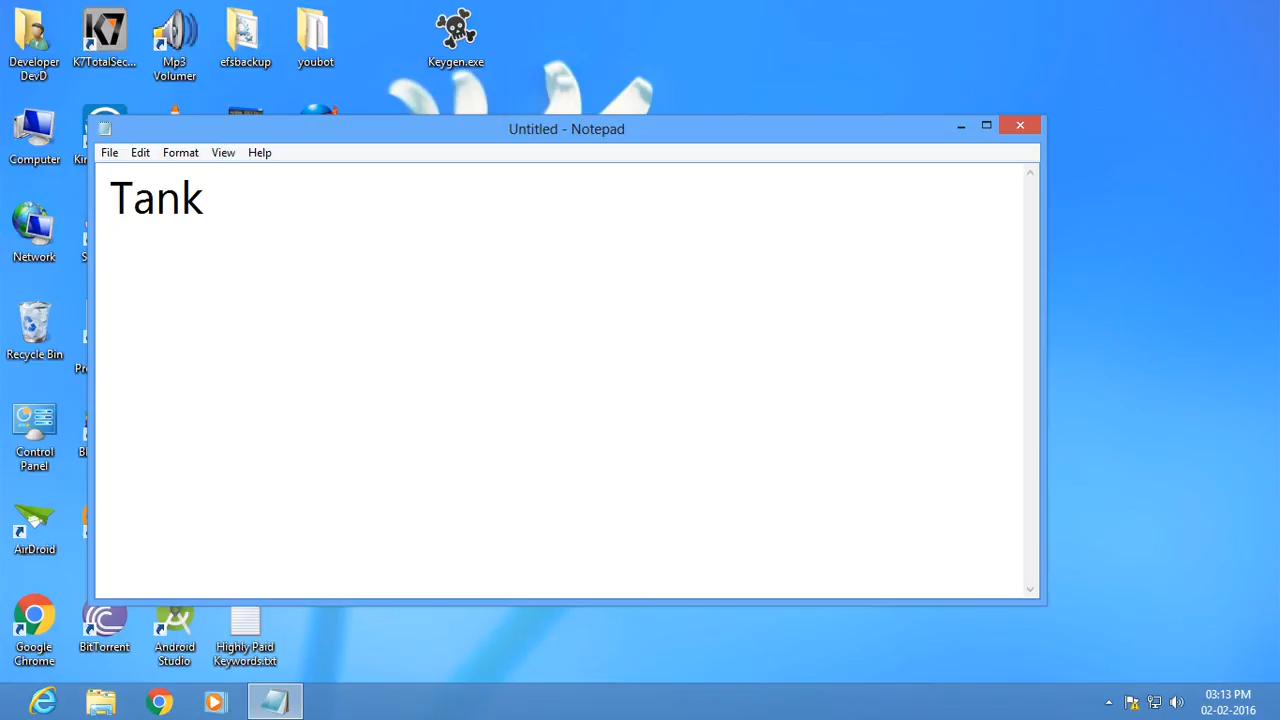 Developer DevD
K7TotalSec...
Mp3 Volumer
efsbackup
youbot
Keygen.exe
Untitled - Notepad
File Edit Format View Help
Tank
Computer
Network
Recycle Bin
Control Panel
AirDroid
Google Chrome
BitTorrent
Android Studio
Highly Paid Keywords.txt
03:13 PM
02-02-2016